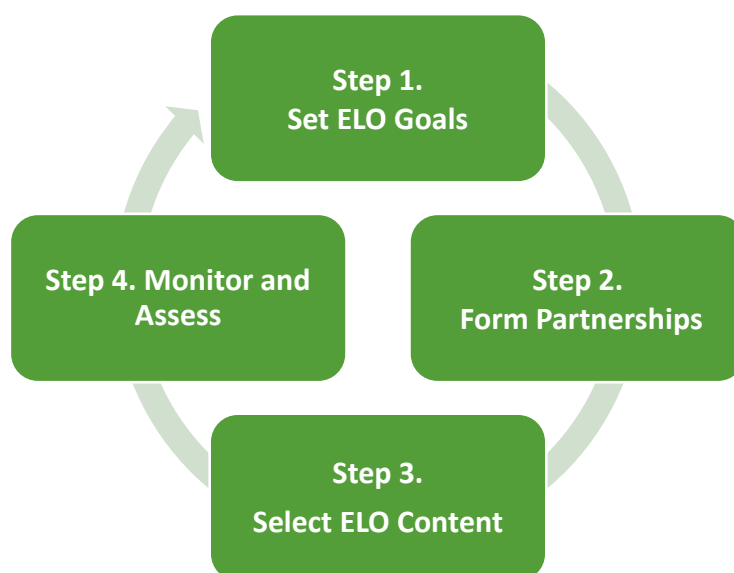 Step 1.
Set ELO Goals
Step 2.
Form Partnerships
Step 3.
Select ELO Content
Step 4. Monitor and
Assess